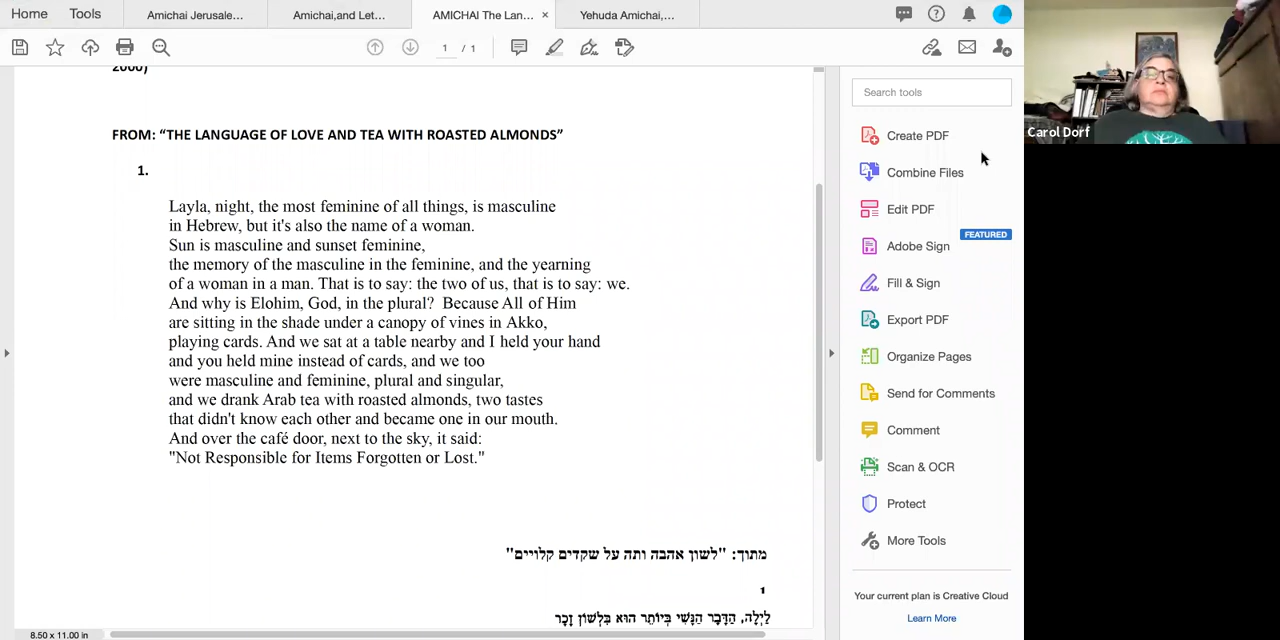 Home Tools Amichai Jerusale... Amichai,and Let... AMICHAI The Lan... × Yehuda Amichai,...
1 / 1
2000)
FROM: “THE LANGUAGE OF LOVE AND TEA WITH ROASTED ALMONDS”
1.
Layla, night, the most feminine of all things, is masculine
in Hebrew, but it's also the name of a woman.
Sun is masculine and sunset feminine,
the memory of the masculine in the feminine, and the yearning
of a woman in a man. That is to say: the two of us, that is to say: we.
And why is Elohim, God, in the plural? Because All of Him
are sitting in the shade under a canopy of vines in Akko,
playing cards. And we sat at a table nearby and I held your hand
and you held mine instead of cards, and we too
were masculine and feminine, plural and singular,
and we drank Arab tea with roasted almonds, two tastes
that didn't know each other and became one in our mouth.
And over the café door, next to the sky, it said:
"Not Responsible for Items Forgotten or Lost."
מתוך: "לשון אהבה ותה על שקדים קלויים"
1
לַיְלָה, הַדָּבָר הַנָּשִׁי בְּיוֹתֵר הוּא בִּלְשׁוֹן זָכָר
8.50 x 11.00 in
Search tools
Create PDF
Combine Files
Edit PDF
FEATURED
Adobe Sign
Fill & Sign
Export PDF
Organize Pages
Send for Comments
Comment
Scan & OCR
Protect
More Tools
Your current plan is Creative Cloud
Learn More
Carol Dorf